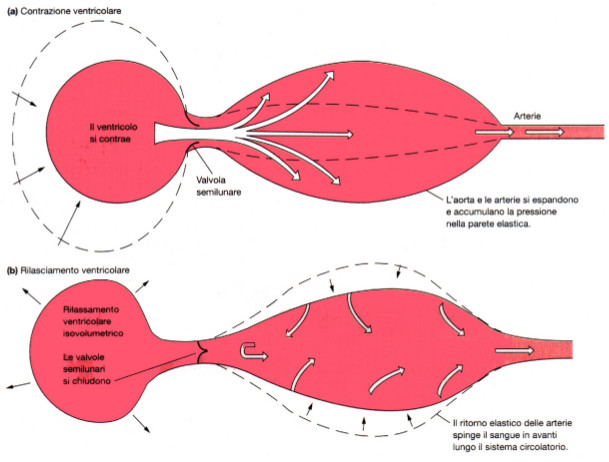 (a) Contrazione ventricolare
Il ventricolo
si contrae
Arterie
Valvola
semilunare
L'aorta e le arterie si espandono
e accumulano la pressione
nella parete elastica.
(b) Rilasciamento ventricolare
Rilassamento
ventricolare
isovolumetrico
Le valvole
semilunari
si chiudono
Il ritorno elastico delle arterie
spinge il sangue in avanti
lungo il sistema circolatorio.